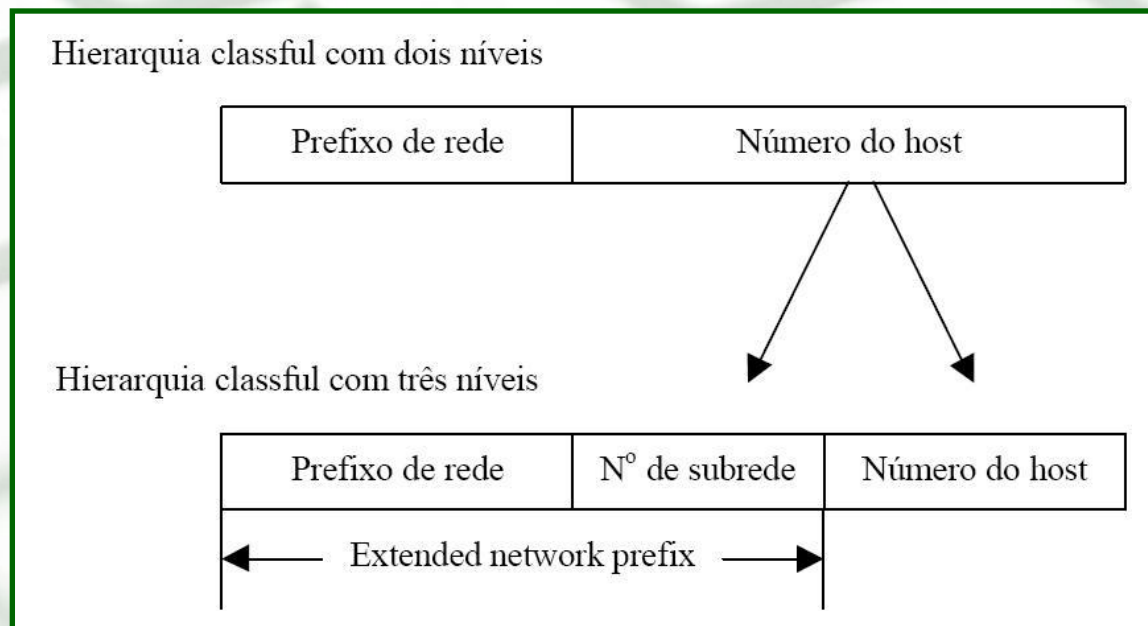 Hierarquia classful com dois níveis
Prefixo de rede Número do host
Hierarquia classful com três níveis
Prefixo de rede Nº de subrede Número do host
Extended network prefix